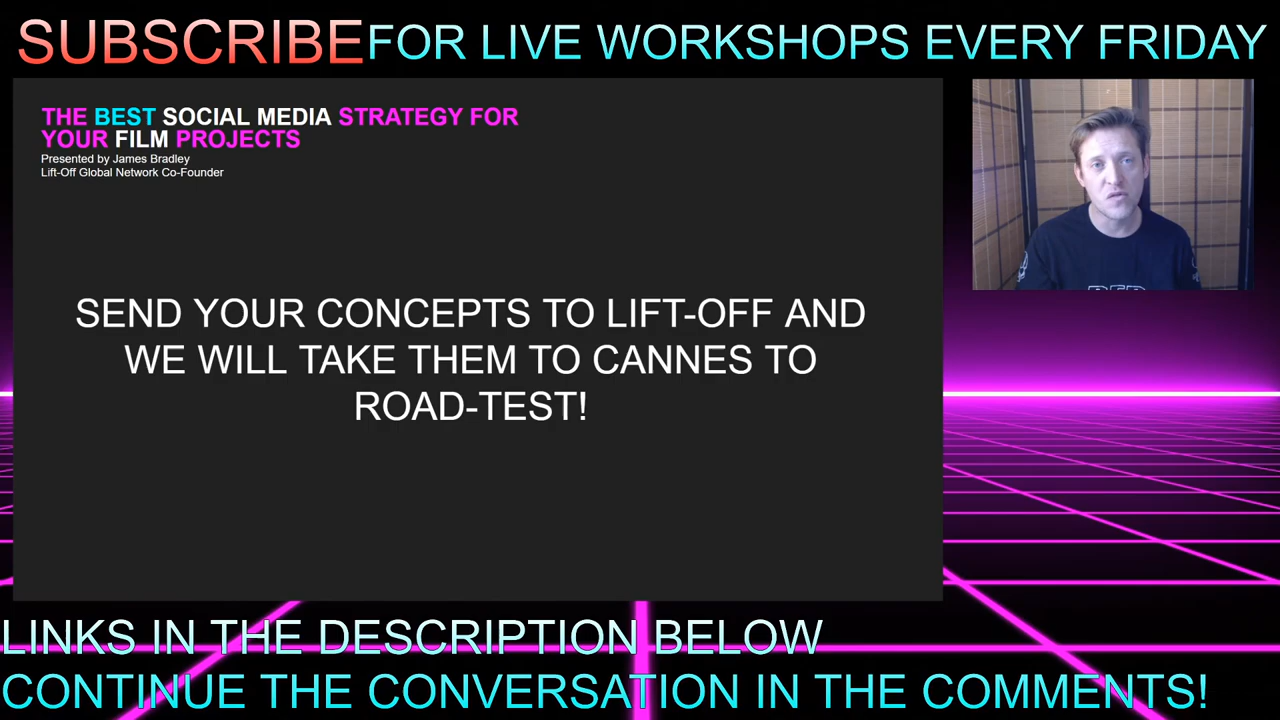 SUBSCRIBE FOR LIVE WORKSHOPS EVERY FRIDAY
THE BEST SOCIAL MEDIA STRATEGY FOR
YOUR FILM PROJECTS
Presented by James Bradley
Lift-Off Global Network Co-Founder
SEND YOUR CONCEPTS TO LIFT-OFF AND
WE WILL TAKE THEM TO CANNES TO
ROAD-TEST!
LINKS IN THE DESCRIPTION BELOW
CONTINUE THE CONVERSATION IN THE COMMENTS!